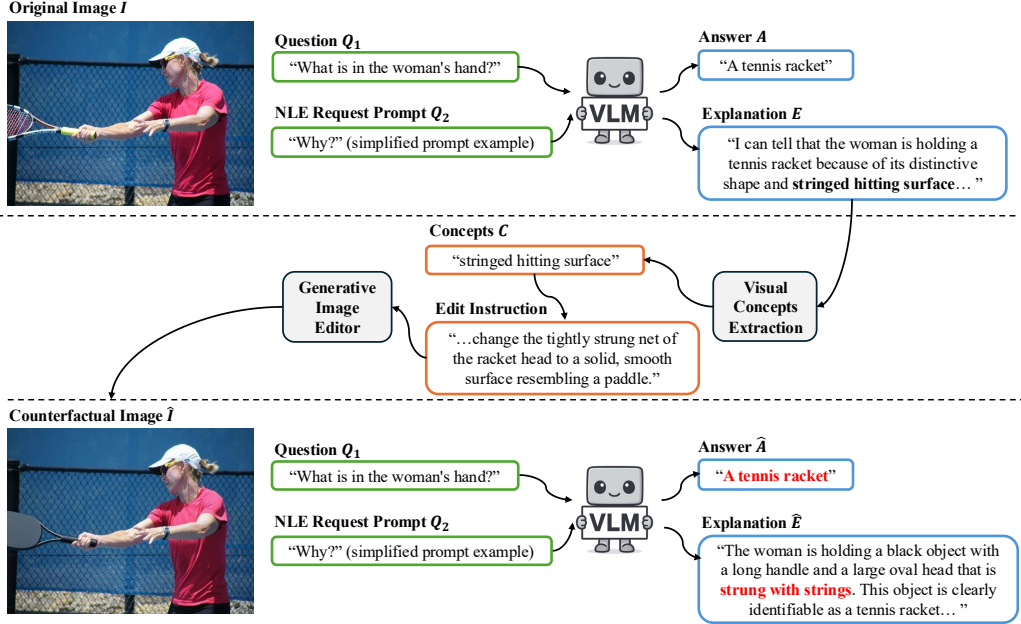 Original Image I
Question Q₁
“What is in the woman's hand?”
NLE Request Prompt Q₂
“Why?” (simplified prompt example)
VLM
Answer A
“A tennis racket”
Explanation E
“I can tell that the woman is holding a
tennis racket because of its distinctive
shape and stringed hitting surface… ”
Concepts C
“stringed hitting surface”
Generative
Image
Editor
Edit Instruction
“…change the tightly strung net of
the racket head to a solid, smooth
surface resembling a paddle.”
Visual
Concepts
Extraction
Counterfactual Image Î
Question Q₁
“What is in the woman's hand?”
NLE Request Prompt Q₂
“Why?” (simplified prompt example)
VLM
Answer Â
“A tennis racket”
Explanation Ê
“The woman is holding a black object with
a long handle and a large oval head that is
strung with strings. This object is clearly
identifiable as a tennis racket… ”